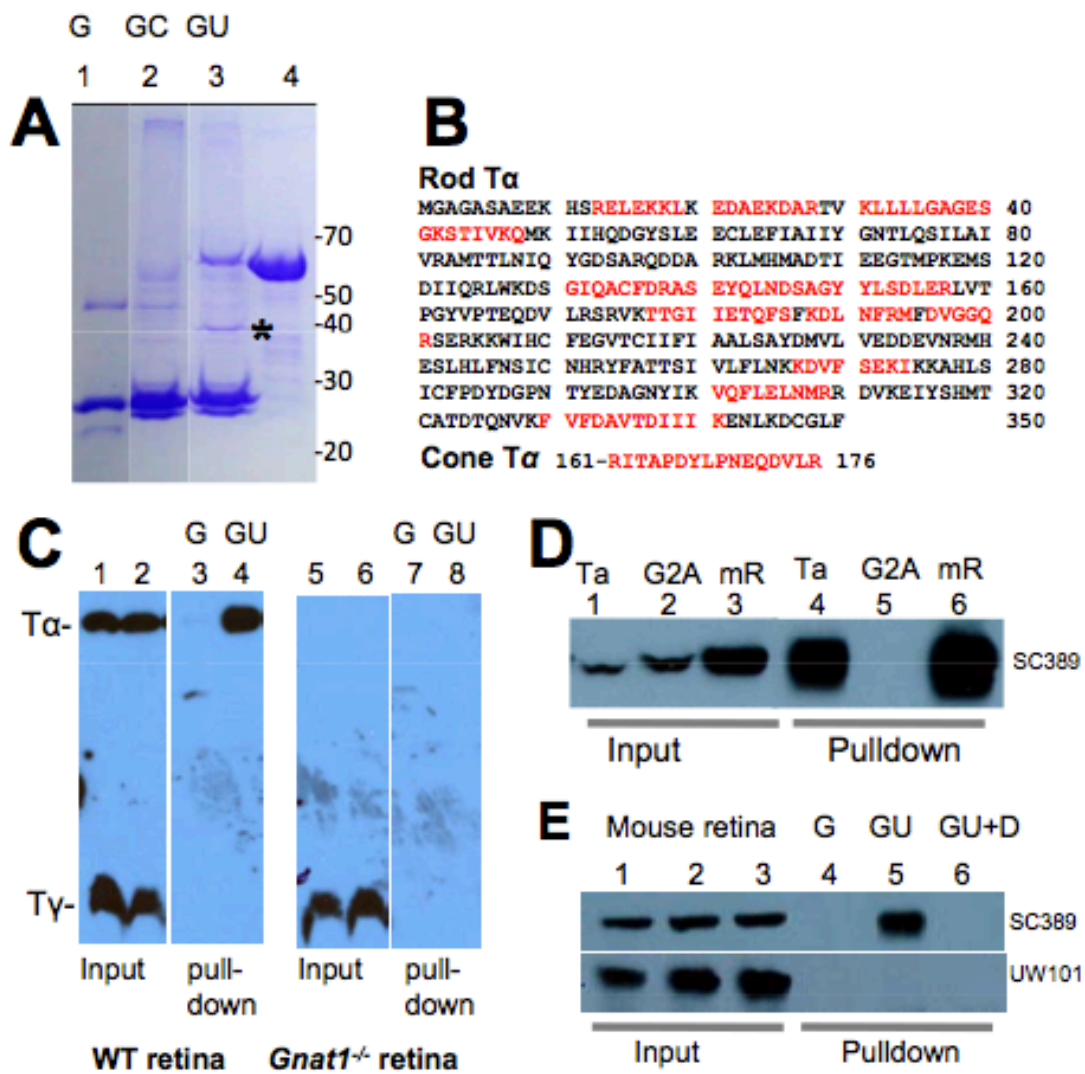 G GC GU
1 2 3 4
A
-70
-50
-40
*
-30
-20
B
Rod Tα
MGAGASAEEK HSRELEKKLK EDAEKDARTV KLLLLGAGES 40
GKSTIVKQMK IIHQDGYSLE ECLEFIAIIY GNTLQSILAI 80
VRAMTTLNIQ YGDSARQDDA RKLMHMADTI EEGTMPKEMS 120
DIIQRLWKDS GIQACFDRAS EYQLNDSAGY YLSDLERLVT 160
PGYVPTEQDV LRSRVKTTGI IETQFSFKDL NFRMFDVGGQ 200
RSERKKWIHC FEGVTCIIFI AALSAYDMVL VEDDEVNRMH 240
ESLHLFNSIC NHRYFATTSI VLFLNKKDVF SEKIKKAHLS 280
ICFPDYDGPN TYEDAGNYIK VQFLELNMRR DVKEIYSHMT 320
CATDTQNVKF VFDAVTDIII KENLKDCGLF 350
Cone Tα 161-RITAPDYLPNEQDVLR 176
C
G GU G GU
1 2 3 4 5 6 7 8
Tα-
Tγ-
Input pull-down Input pull-down
WT retina Gnat1-/- retina
D
Ta G2A mR Ta G2A mR
1 2 3 4 5 6
SC389
Input Pulldown
E
Mouse retina G GU GU+D
1 2 3 4 5 6
SC389
UW101
Input Pulldown